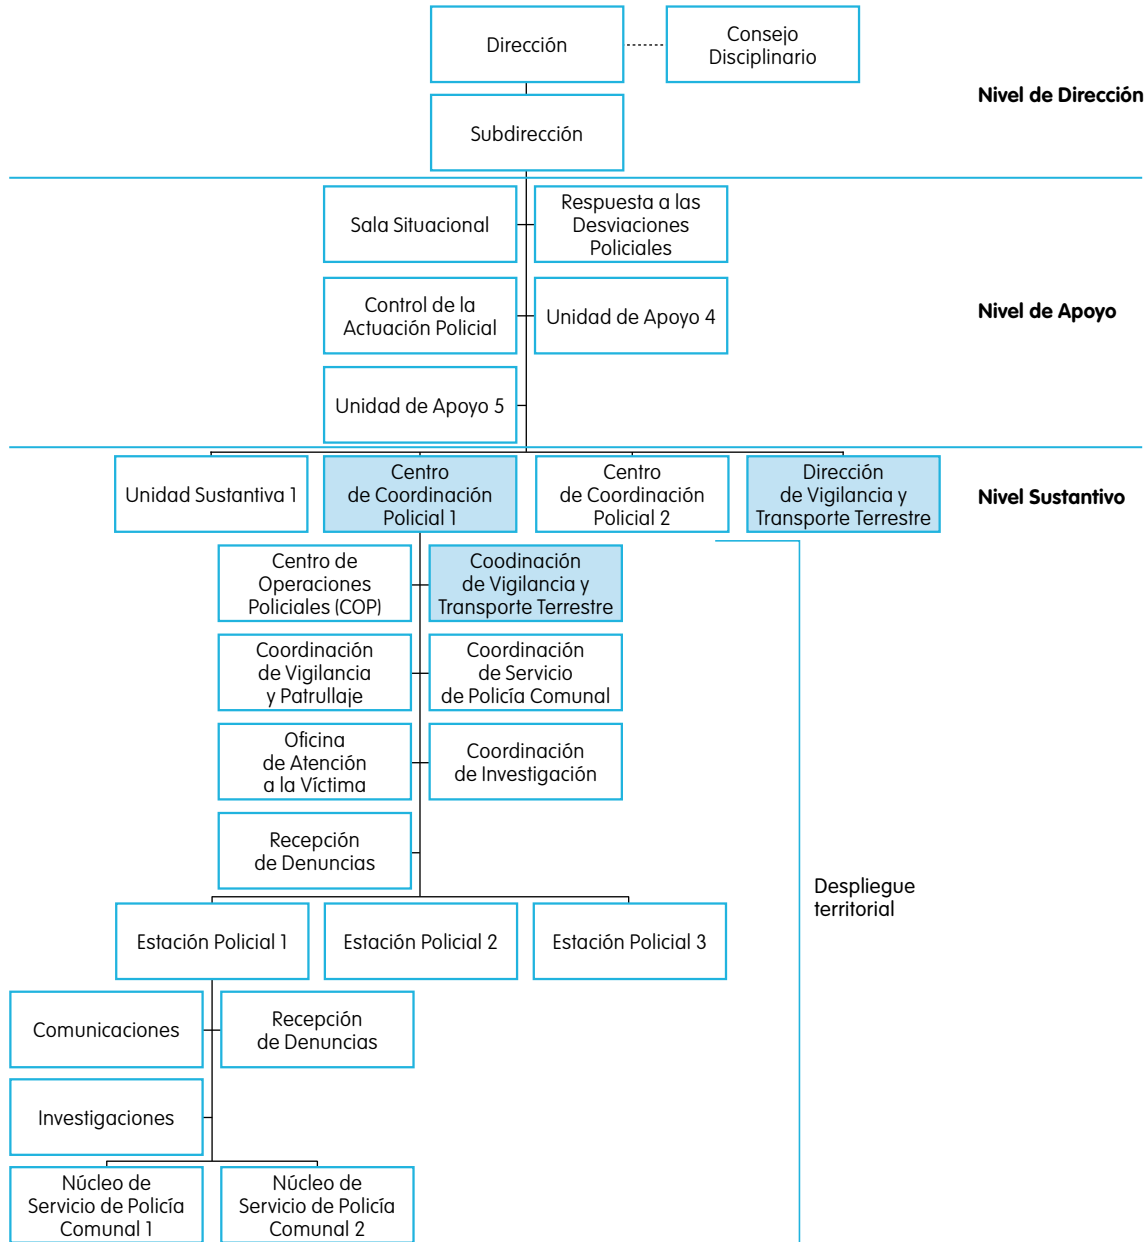 Dirección
Consejo
Disciplinario
Nivel de Dirección
Subdirección
Sala Situacional
Respuesta a las
Desviaciones
Policiales
Control de la
Actuación Policial
Unidad de Apoyo 4
Nivel de Apoyo
Unidad de Apoyo 5
Unidad Sustantiva 1
Centro
de Coordinación
Policial 1
Centro
de Coordinación
Policial 2
Dirección
de Vigilancia y
Transporte Terrestre
Nivel Sustantivo
Centro de
Operaciones
Policiales (COP)
Coodinación
de Vigilancia y
Transporte Terrestre
Coordinación
de Vigilancia
y Patrullaje
Coordinación
de Servicio
de Policía Comunal
Oficina
de Atención
a la Víctima
Coordinación
de Investigación
Recepción
de Denuncias
Despliegue
territorial
Estación Policial 1
Estación Policial 2
Estación Policial 3
Comunicaciones
Recepción
de Denuncias
Investigaciones
Núcleo de
Servicio de Policía
Comunal 1
Núcleo de
Servicio de Policía
Comunal 2